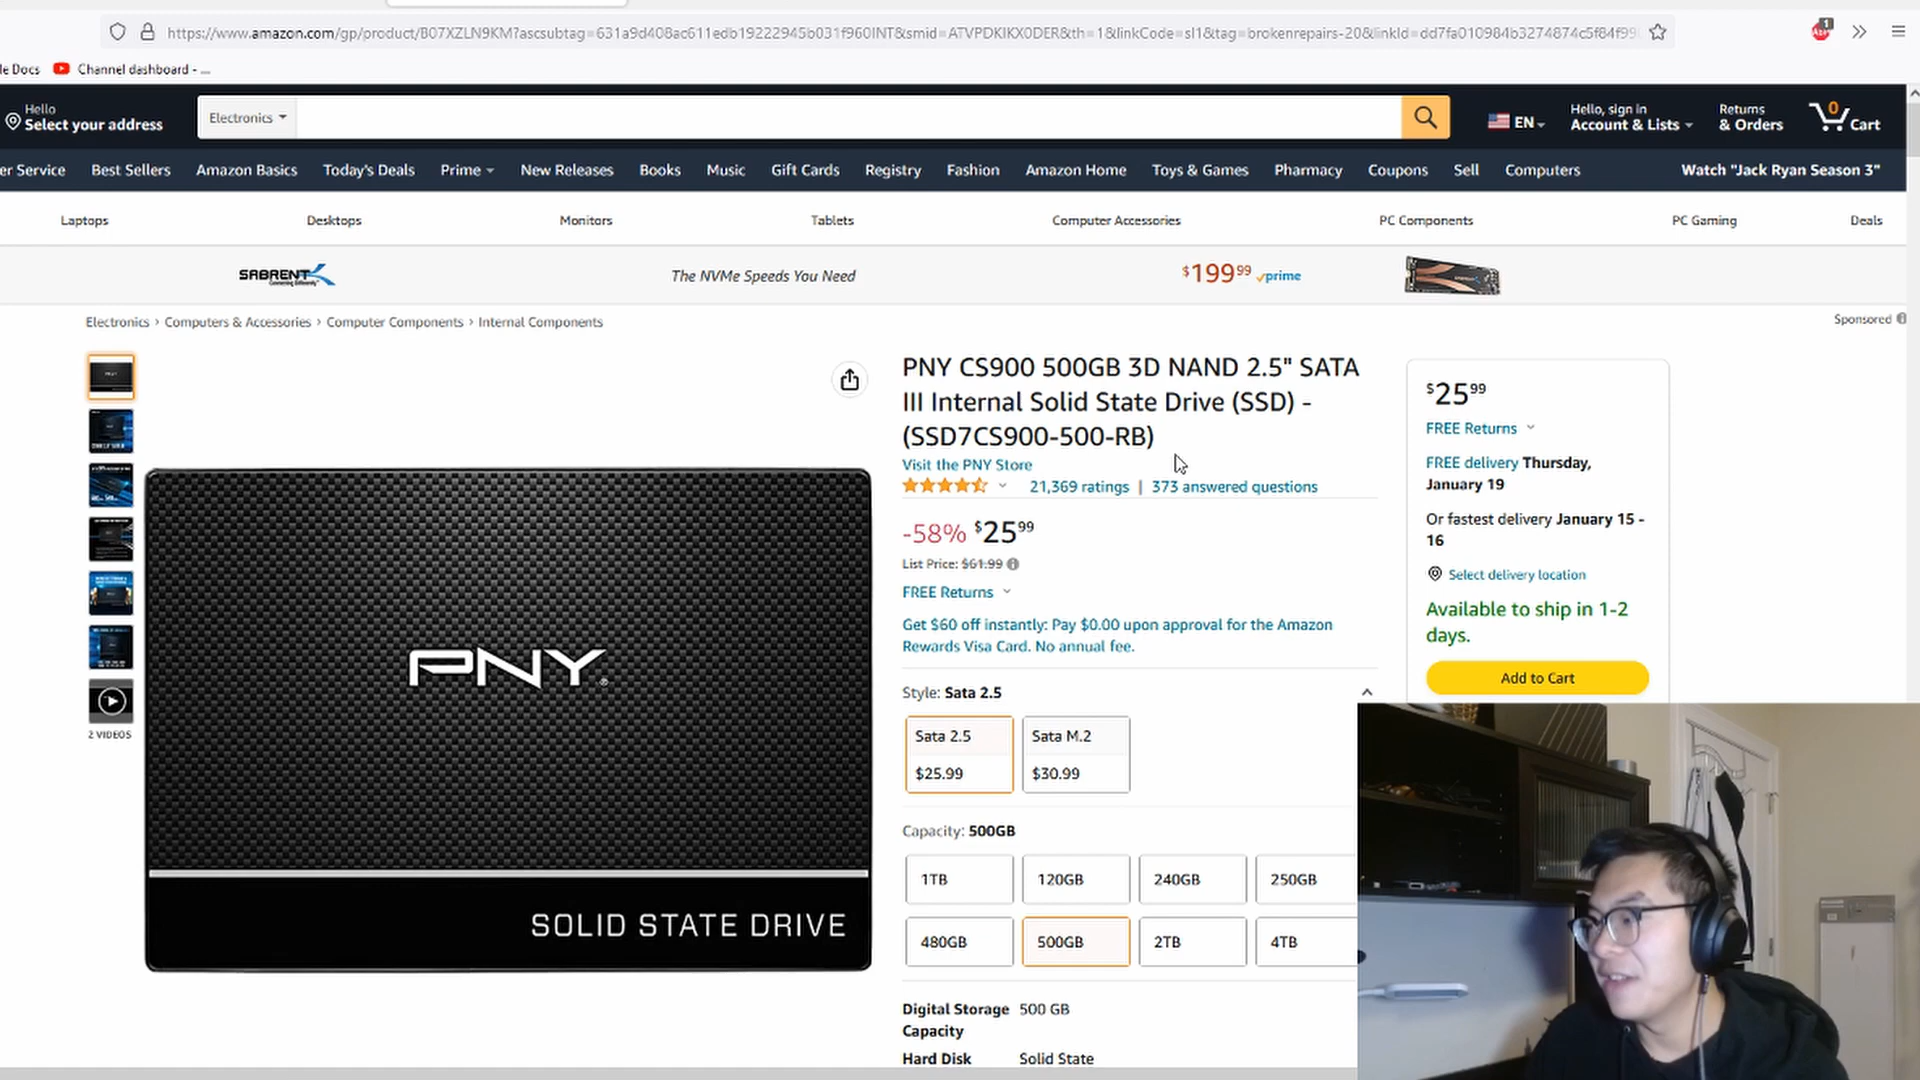 https://www.amazon.com/gp/product/B07XZLN9KM?ascsubtag=631a9d408ac611edb19222945b031f960INT&smid=ATVPDKIKX0DER&th=1&linkCode=sl1&tag=brokenrepairs-20&linkId=dd7fa010984b3274874c5f84f99
1
le Docs
Channel dashboard - ...
Hello
Select your address
Electronics
EN
Hello, sign in
Account & Lists
Returns
& Orders
0
Cart
er Service
Best Sellers
Amazon Basics
Today's Deals
Prime
New Releases
Books
Music
Gift Cards
Registry
Fashion
Amazon Home
Toys & Games
Pharmacy
Coupons
Sell
Computers
Watch "Jack Ryan Season 3"
Laptops
Desktops
Monitors
Tablets
Computer Accessories
PC Components
PC Gaming
Deals
SABRENT
The NVMe Speeds You Need
$199 99 prime
Sponsored
Electronics › Computers & Accessories › Computer Components › Internal Components
PNY CS900 500GB 3D NAND 2.5" SATA
III Internal Solid State Drive (SSD) -
(SSD7CS900-500-RB)
Visit the PNY Store
21,369 ratings | 373 answered questions
-58% $25 99
List Price: $61.99
FREE Returns
Get $60 off instantly: Pay $0.00 upon approval for the Amazon
Rewards Visa Card. No annual fee.
Style: Sata 2.5
Sata 2.5
$25.99
Sata M.2
$30.99
Capacity: 500GB
1TB
120GB
240GB
250GB
480GB
500GB
2TB
4TB
Digital Storage 500 GB
Capacity
Hard Disk Solid State
$25 99
FREE Returns
FREE delivery Thursday,
January 19
Or fastest delivery January 15 -
16
Select delivery location
Available to ship in 1-2
days.
Add to Cart
2 VIDEOS
PNY
SOLID STATE DRIVE